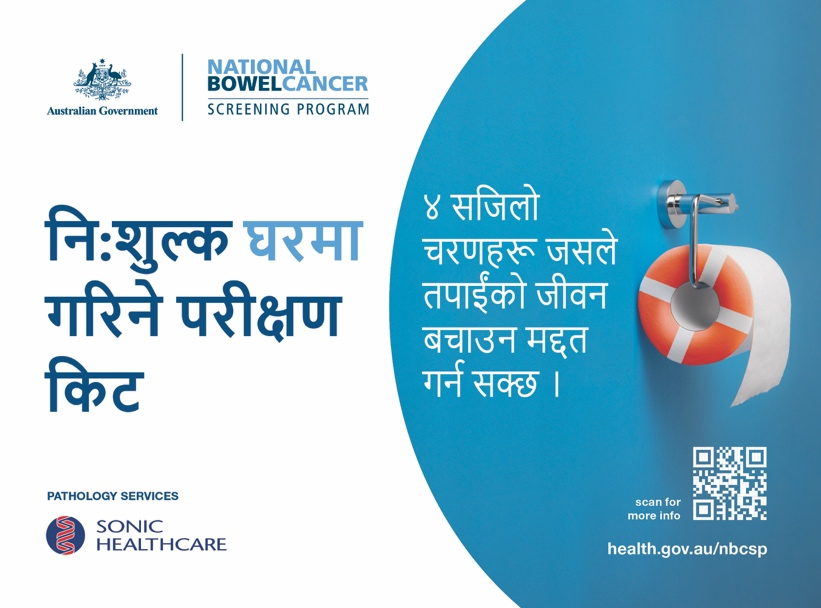 Australian Government
NATIONAL
BOWELCANCER
SCREENING PROGRAM
नि:शुल्क घरमा
गरिने परीक्षण
किट
४ सजिलो
चरणहरू जसले
तपाईंको जीवन
बचाउन मद्दत
गर्न सक्छ ।
PATHOLOGY SERVICES
SONIC
HEALTHCARE
scan for
more info
health.gov.au/nbcsp